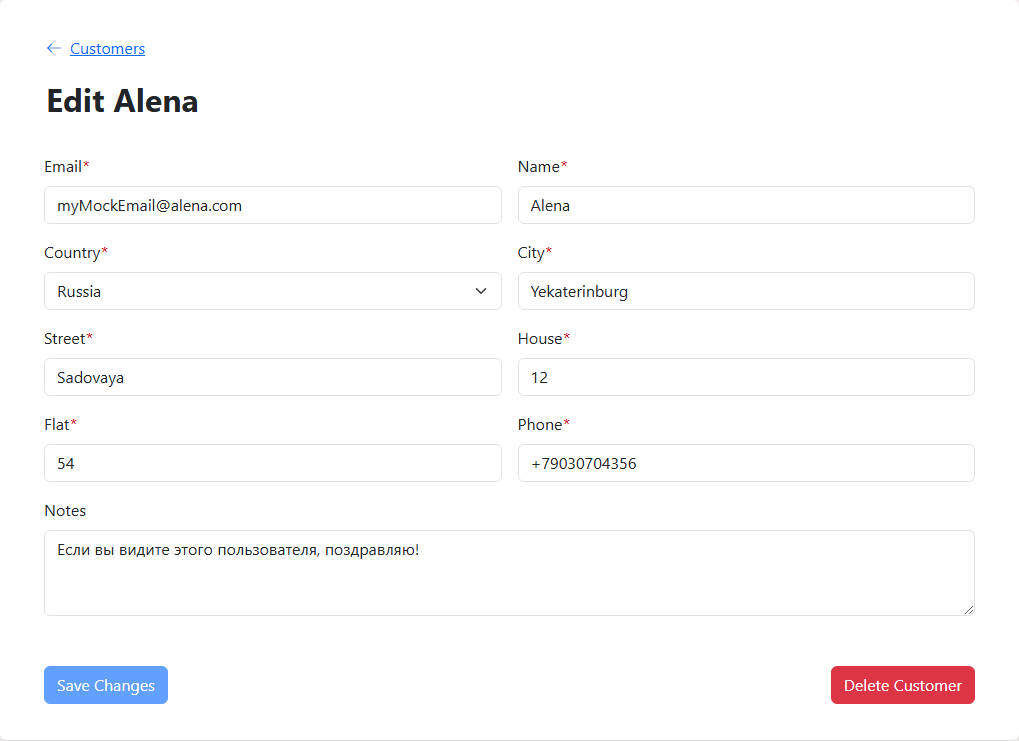 ← Customers
Edit Alena
Email* Name*
myMockEmail@alena.com Alena
Country* City*
Russia Yekaterinburg
Street* House*
Sadovaya 12
Flat* Phone*
54 +79030704356
Notes
Если вы видите этого пользователя, поздравляю!
Save Changes Delete Customer